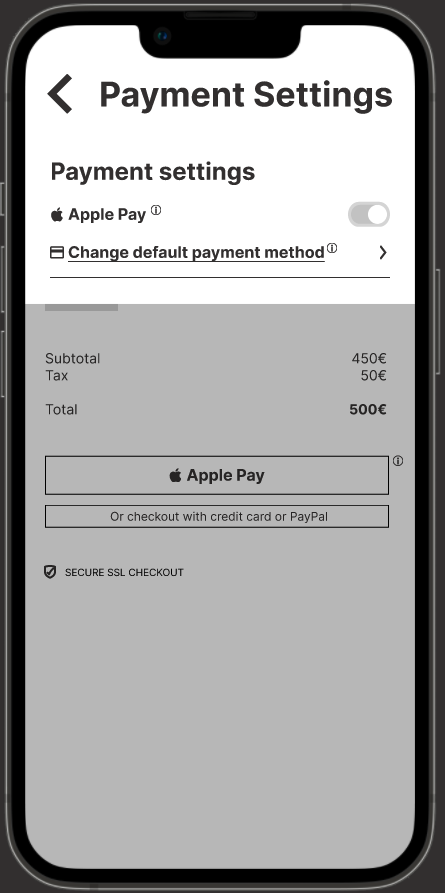 Payment Settings
Payment settings
Apple Pay
Change default payment method
Subtotal 450€
Tax 50€
Total 500€
Apple Pay
Or checkout with credit card or PayPal
SECURE SSL CHECKOUT